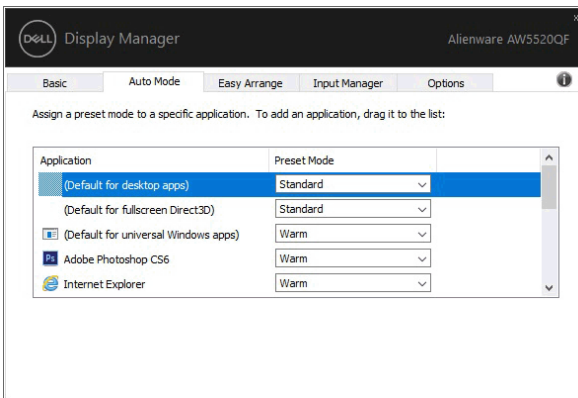 DELL Display Manager Alienware AW5520QF
Basic Auto Mode Easy Arrange Input Manager Options
Assign a preset mode to a specific application. To add an application, drag it to the list:
Application Preset Mode
(Default for desktop apps) Standard
(Default for fullscreen Direct3D) Standard
(Default for universal Windows apps) Warm
Ps Adobe Photoshop CS6 Warm
Internet Explorer Warm